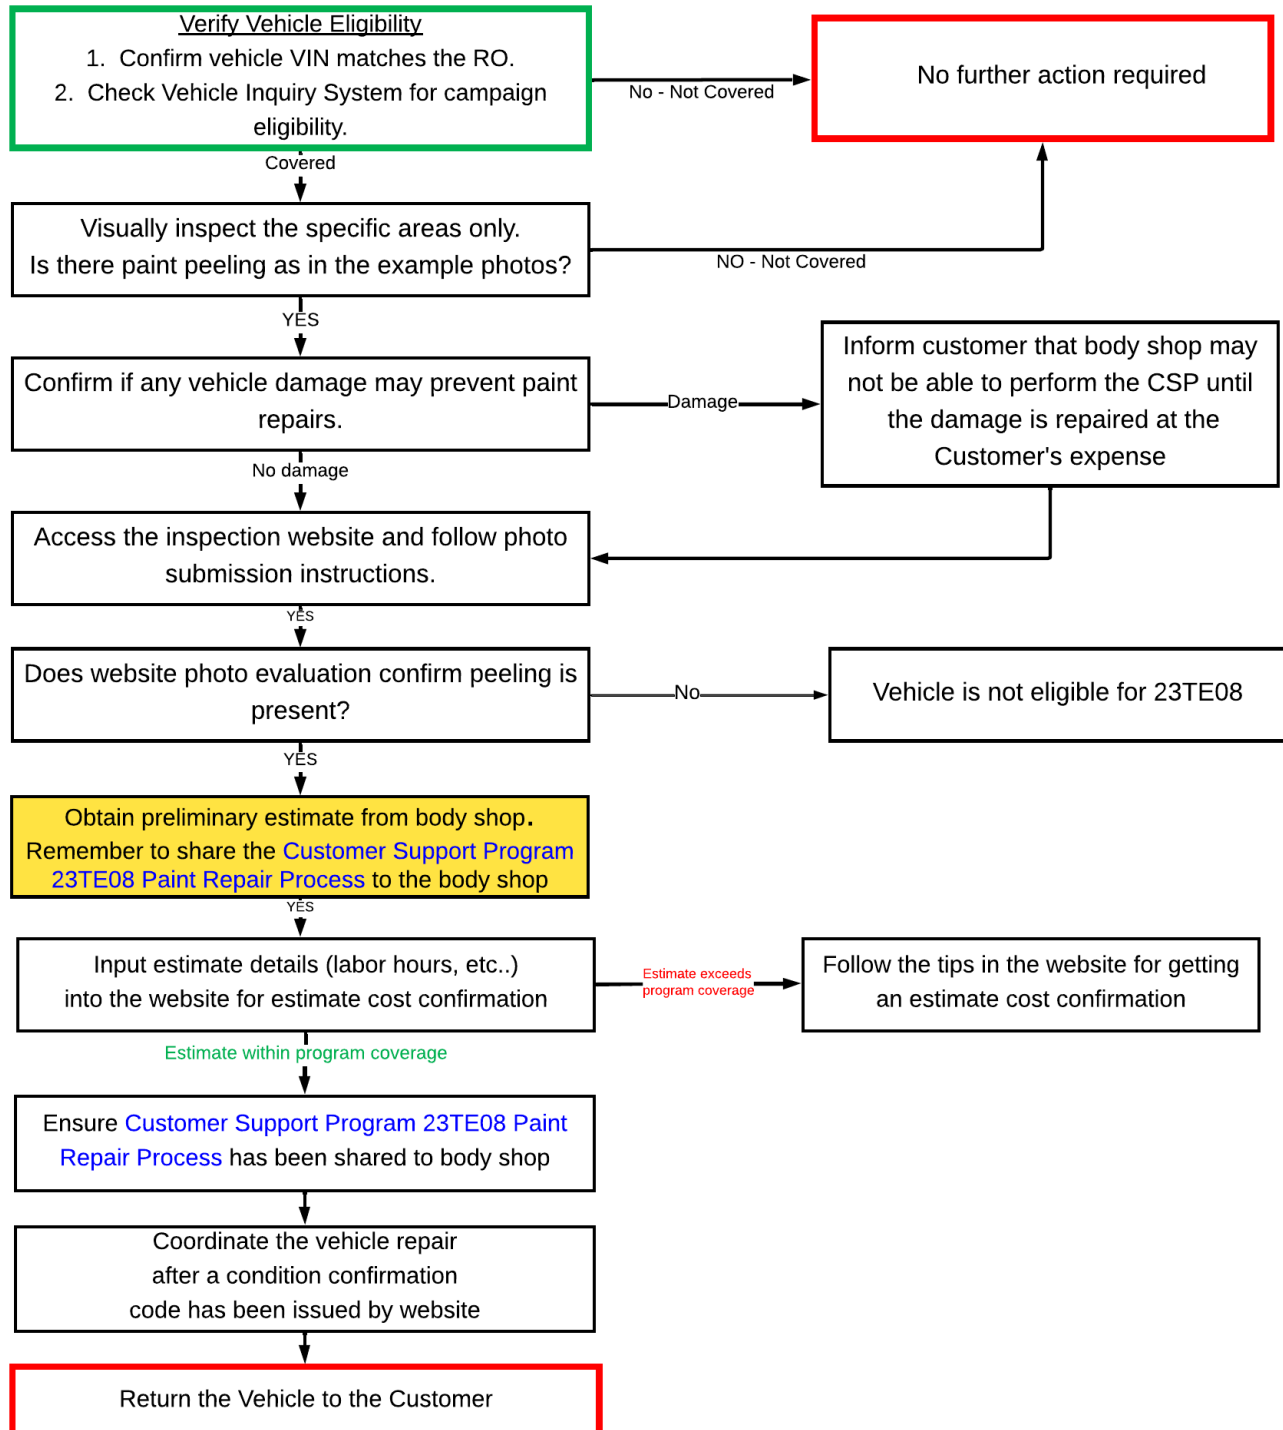 Verify Vehicle Eligibility
1. Confirm vehicle VIN matches the RO.
2. Check Vehicle Inquiry System for campaign
eligibility.
No - Not Covered
No further action required
Covered
Visually inspect the specific areas only.
Is there paint peeling as in the example photos?
NO - Not Covered
YES
Confirm if any vehicle damage may prevent paint
repairs.
Damage
Inform customer that body shop may
not be able to perform the CSP until
the damage is repaired at the
Customer's expense
No damage
Access the inspection website and follow photo
submission instructions.
YES
Does website photo evaluation confirm peeling is
present?
No
Vehicle is not eligible for 23TE08
YES
Obtain preliminary estimate from body shop.
Remember to share the Customer Support Program
23TE08 Paint Repair Process to the body shop
YES
Input estimate details (labor hours, etc..)
into the website for estimate cost confirmation
Estimate exceeds
program coverage
Follow the tips in the website for getting
an estimate cost confirmation
Estimate within program coverage
Ensure Customer Support Program 23TE08 Paint
Repair Process has been shared to body shop
Coordinate the vehicle repair
after a condition confirmation
code has been issued by website
Return the Vehicle to the Customer